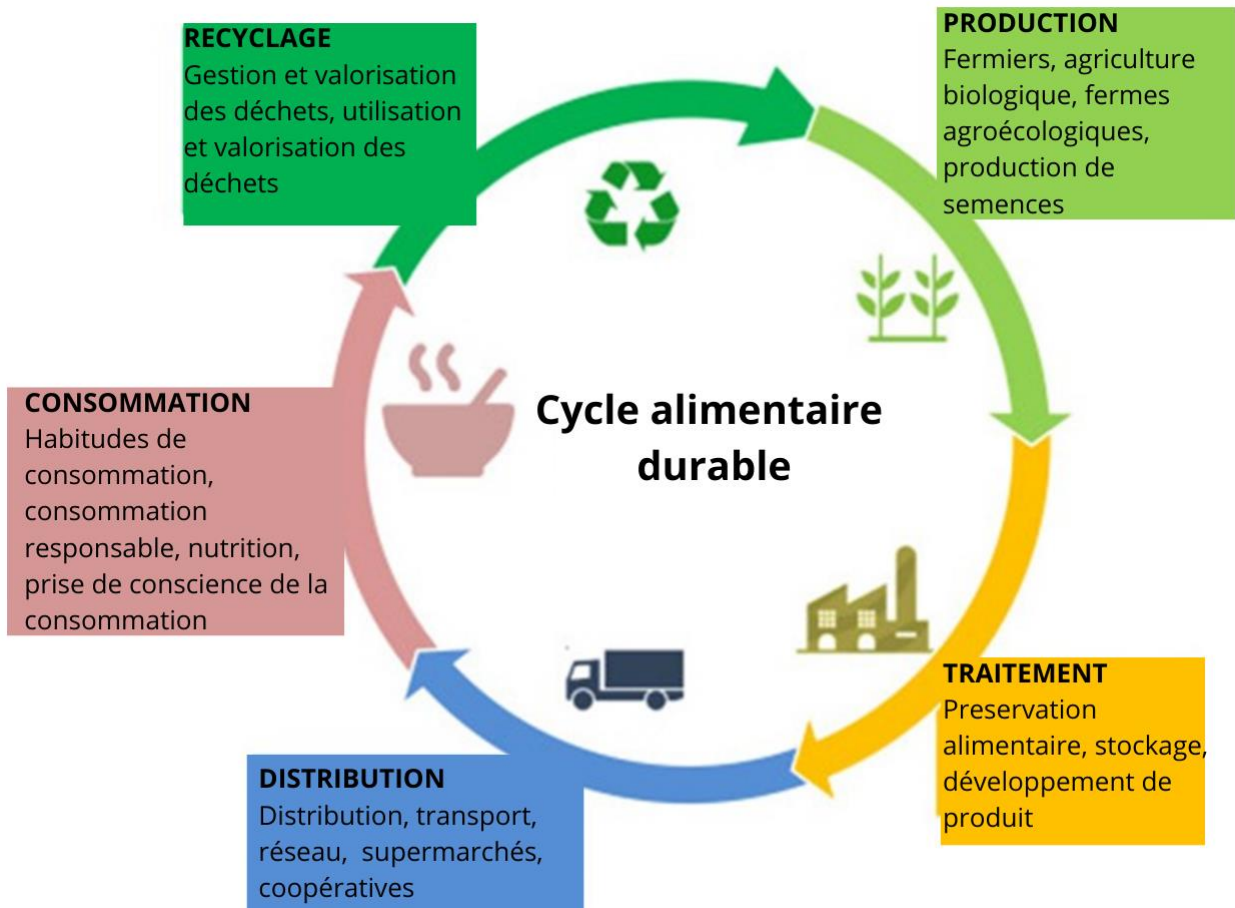 RECYCLAGE
Gestion et valorisation
des déchets, utilisation
et valorisation des
déchets
PRODUCTION
Fermiers, agriculture
biologique, fermes
agroécologiques,
production de
semences
Cycle alimentaire
durable
CONSOMMATION
Habitudes de
consommation,
consommation
responsable, nutrition,
prise de conscience de la
consommation
TRAITEMENT
Preservation
alimentaire, stockage,
développement de
produit
DISTRIBUTION
Distribution, transport,
réseau, supermarchés,
coopératives